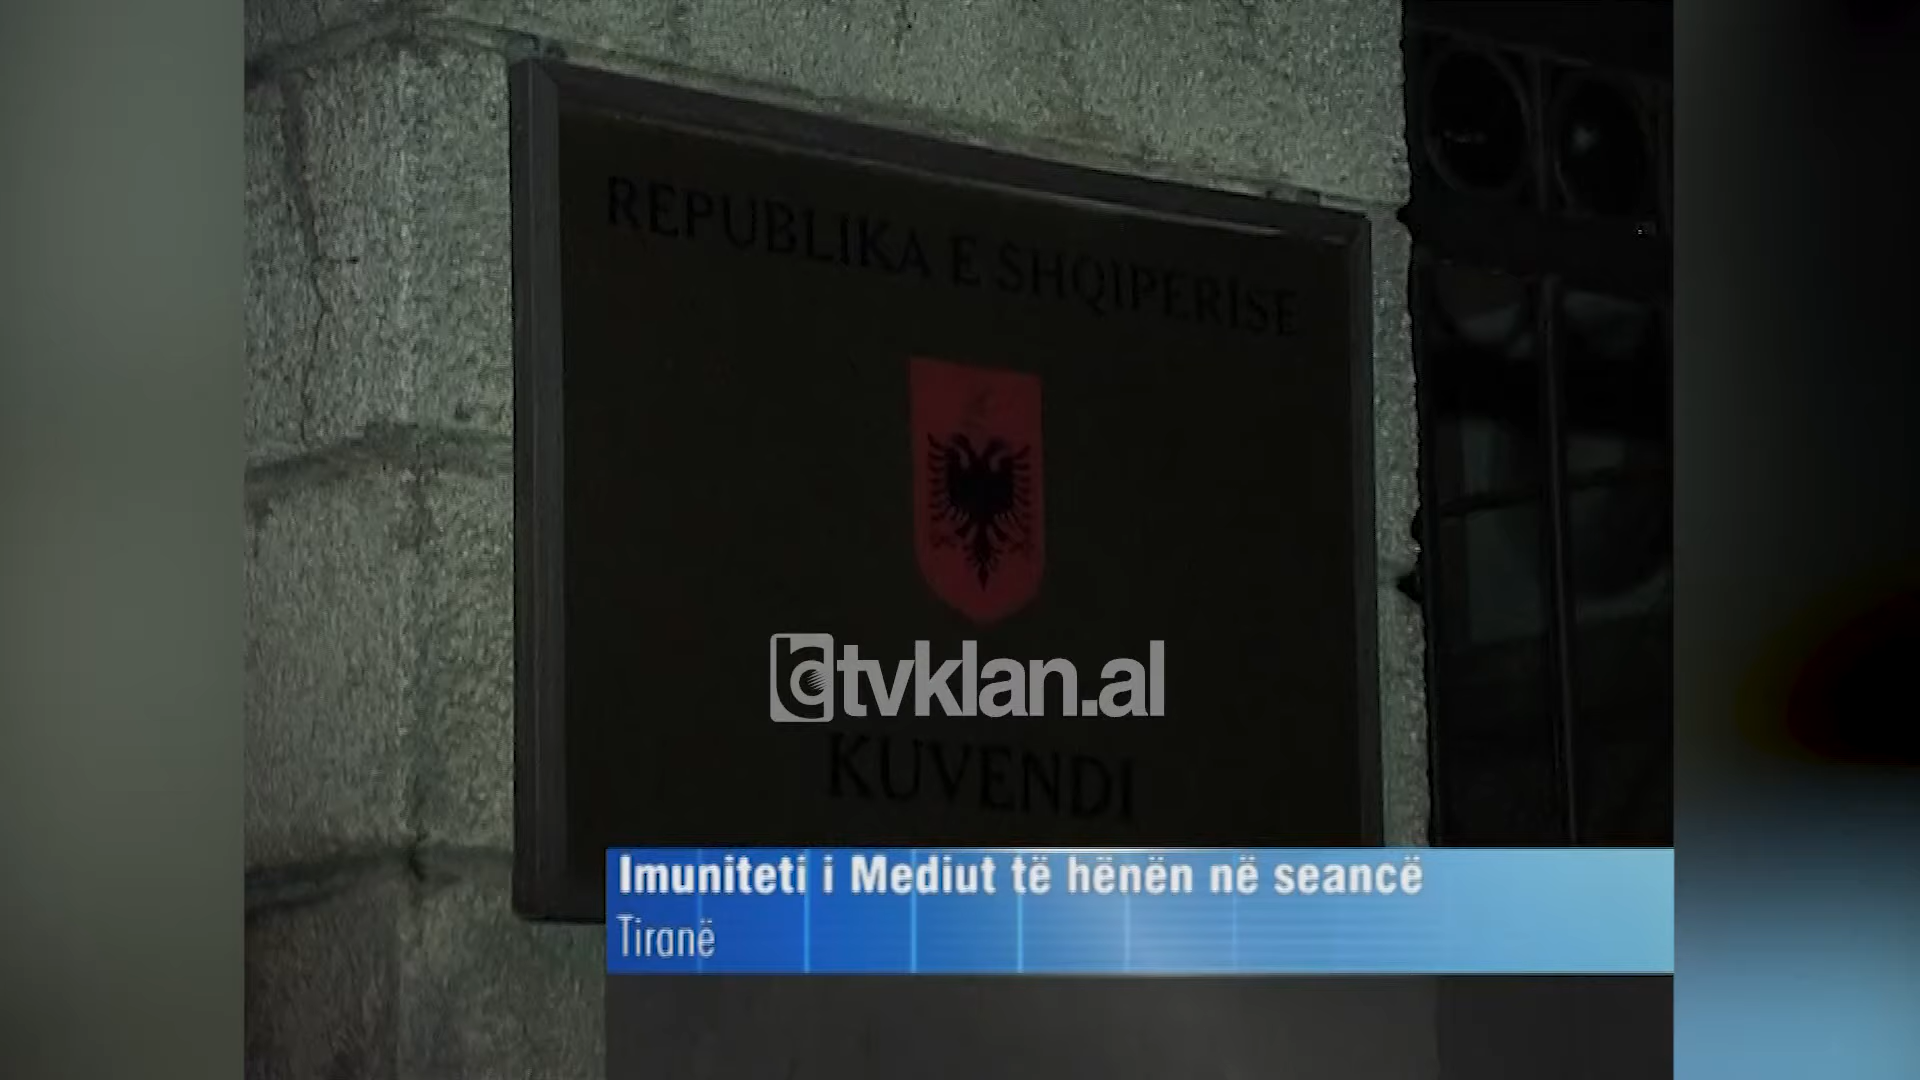 REPUBLIKA E SHQIPERISE
tvklan.al
KUVENDI
Imuniteti i Mediut të hënën në seancë
Tiranë